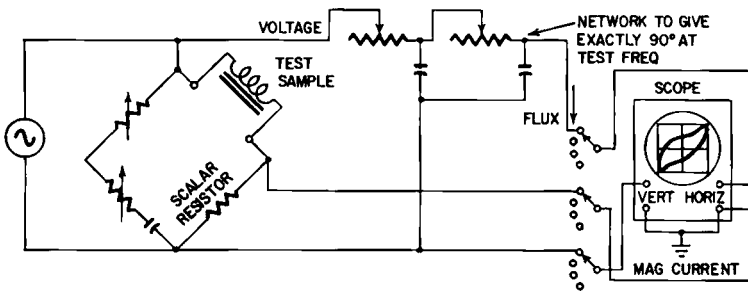 VOLTAGE
NETWORK TO GIVE
EXACTLY 90° AT
TEST FREQ
TEST
SAMPLE
SCOPE
FLUX
SCALAR
RESISTOR
VERT HORIZ
MAG CURRENT